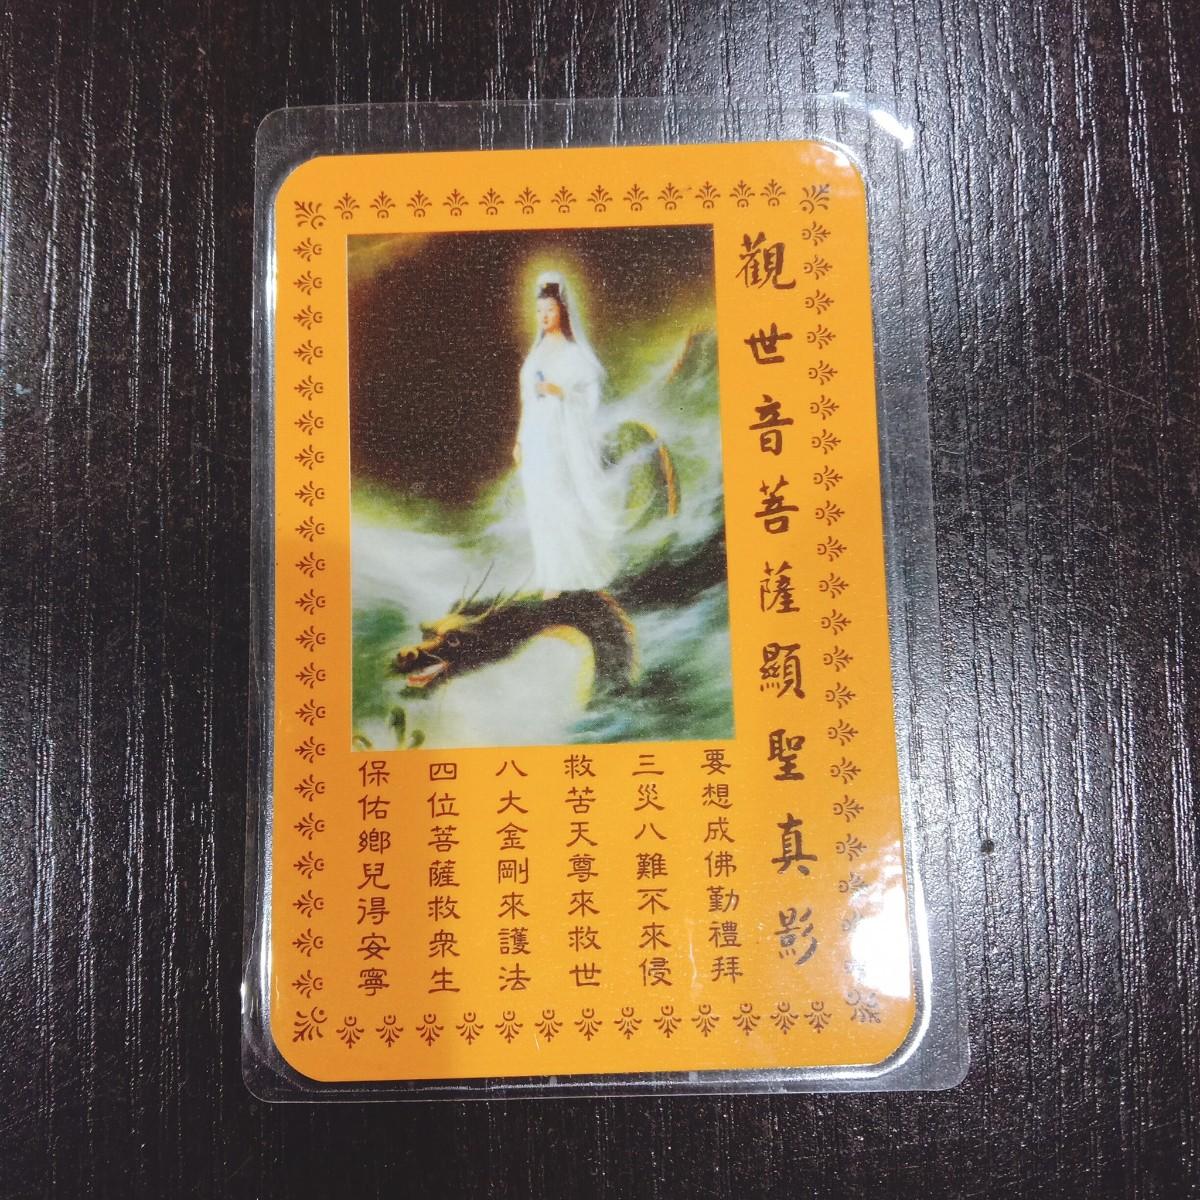 觀世音菩薩顯聖真影
要想成佛勤禮拜
三災八難不來侵
救苦天尊來救世
八大金剛來護法
四位菩薩救衆生
保佑鄉兒得安寧